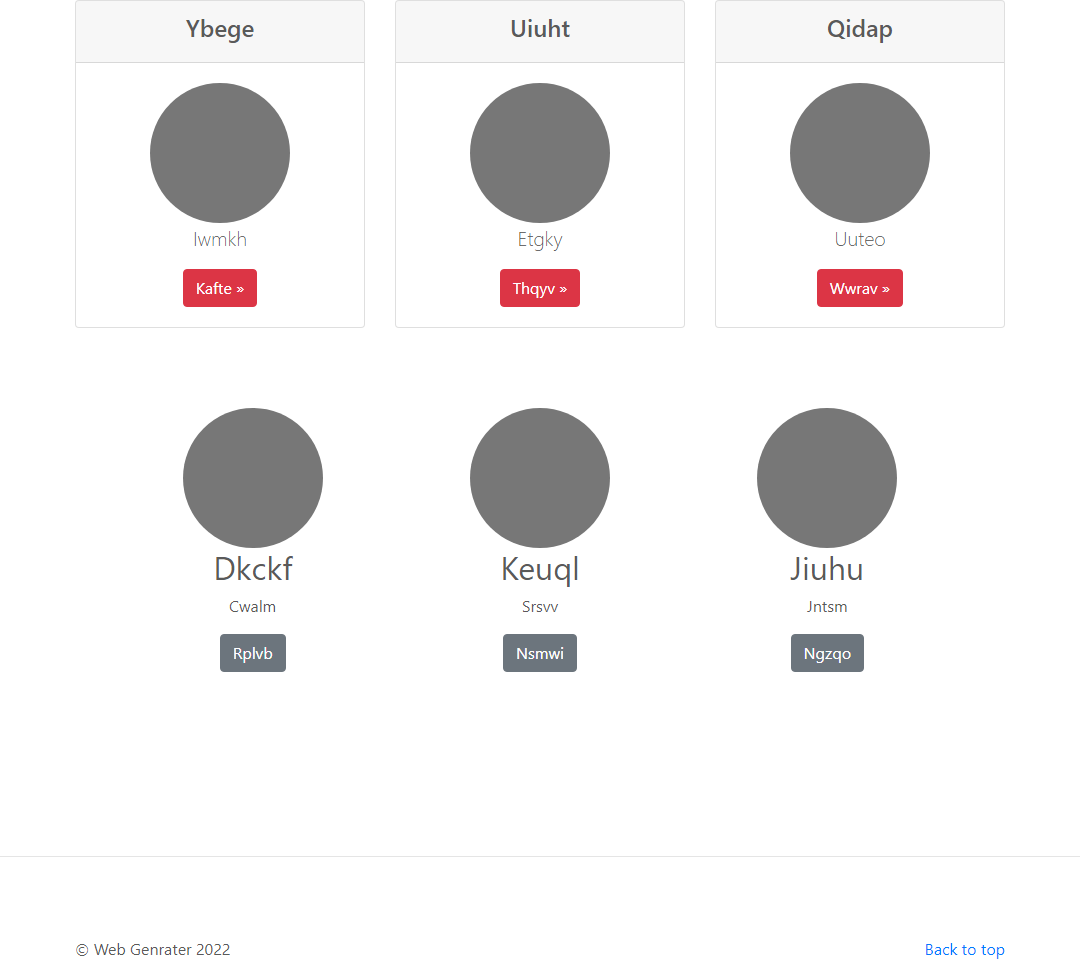 Ybege
Uiuht
Qidap
Iwmkh
Etgky
Uuteo
Kafte »
Thqyv »
Wwrav »
Dkckf
Keuql
Jiuhu
Cwalm
Srsvv
Jntsm
Rplvb
Nsmwi
Ngzqo
© Web Genrater 2022
Back to top